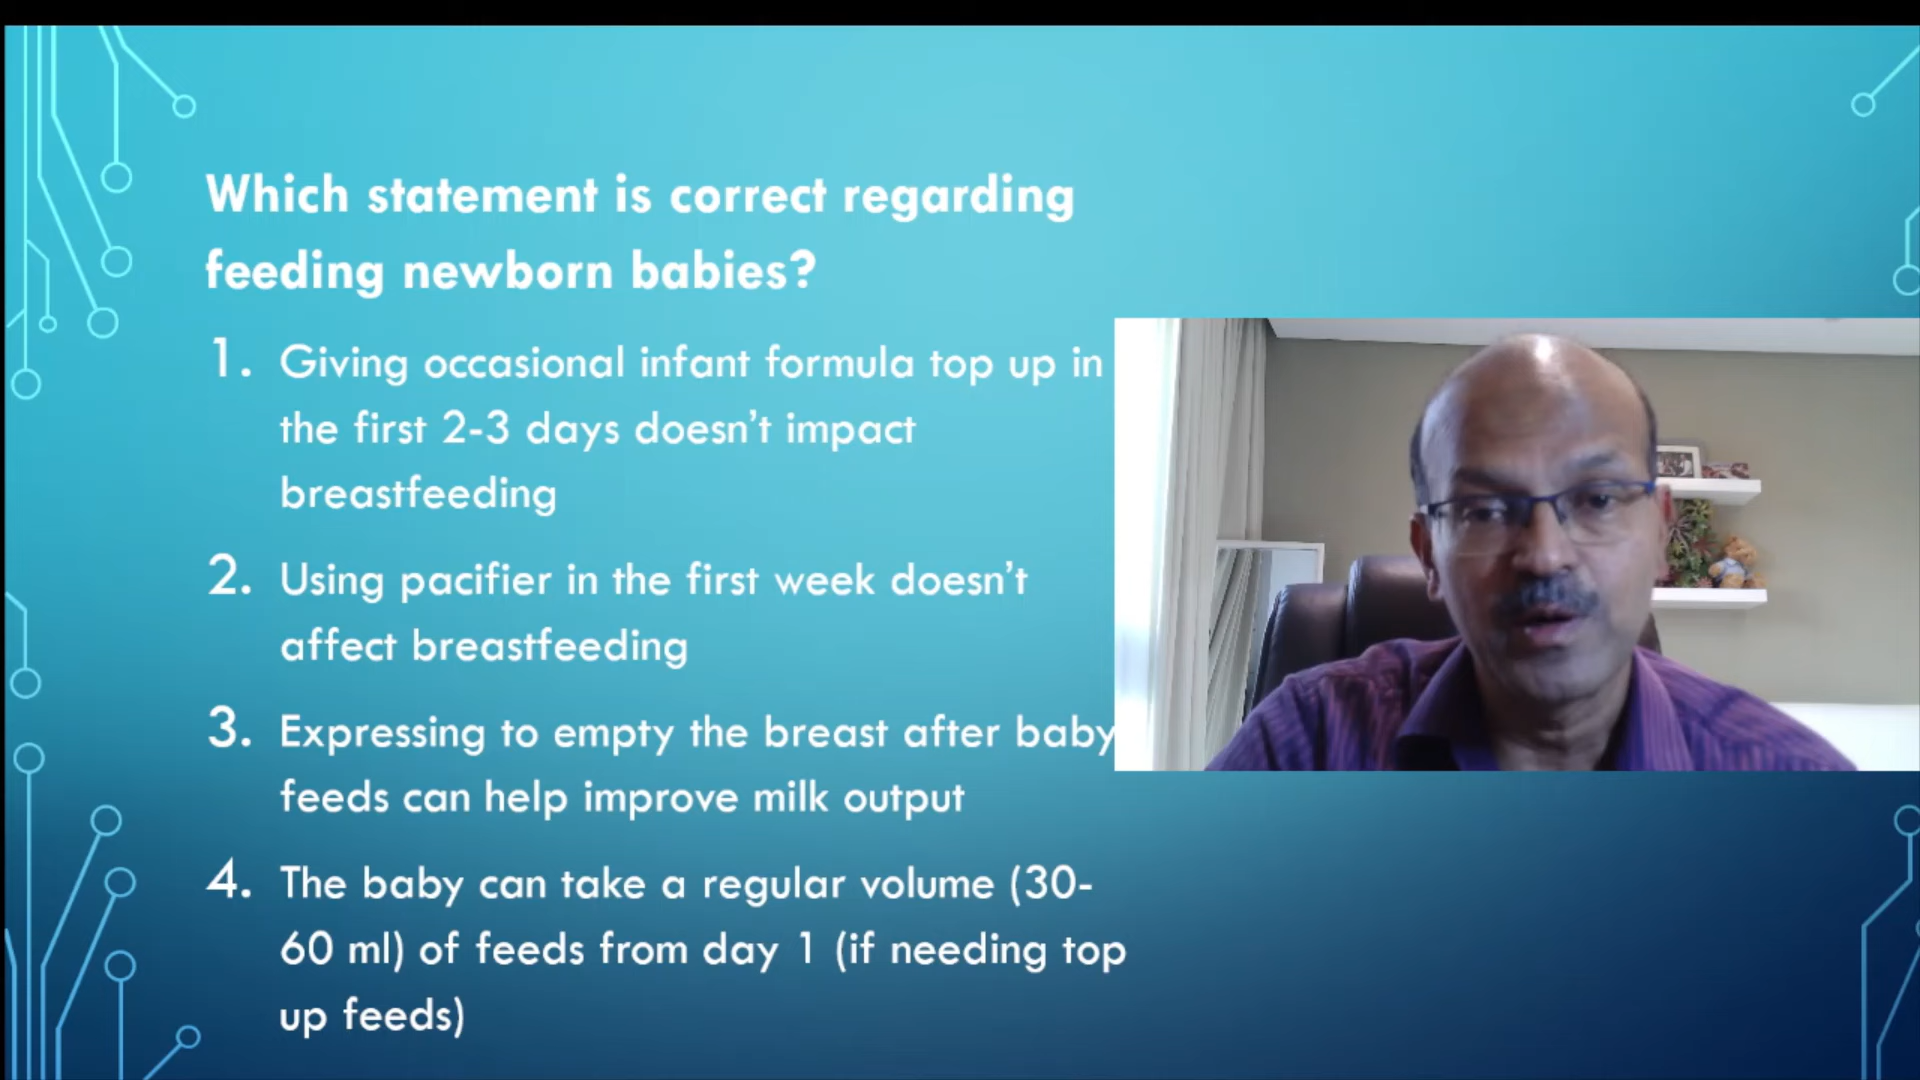 Which statement is correct regarding
feeding newborn babies?
1. Giving occasional infant formula top up in
the first 2-3 days doesn't impact
breastfeeding
2. Using pacifier in the first week doesn't
affect breastfeeding
3. Expressing to empty the breast after baby
feeds can help improve milk output
4. The baby can take a regular volume (30-
60 ml) of feeds from day 1 (if needing top
up feeds)